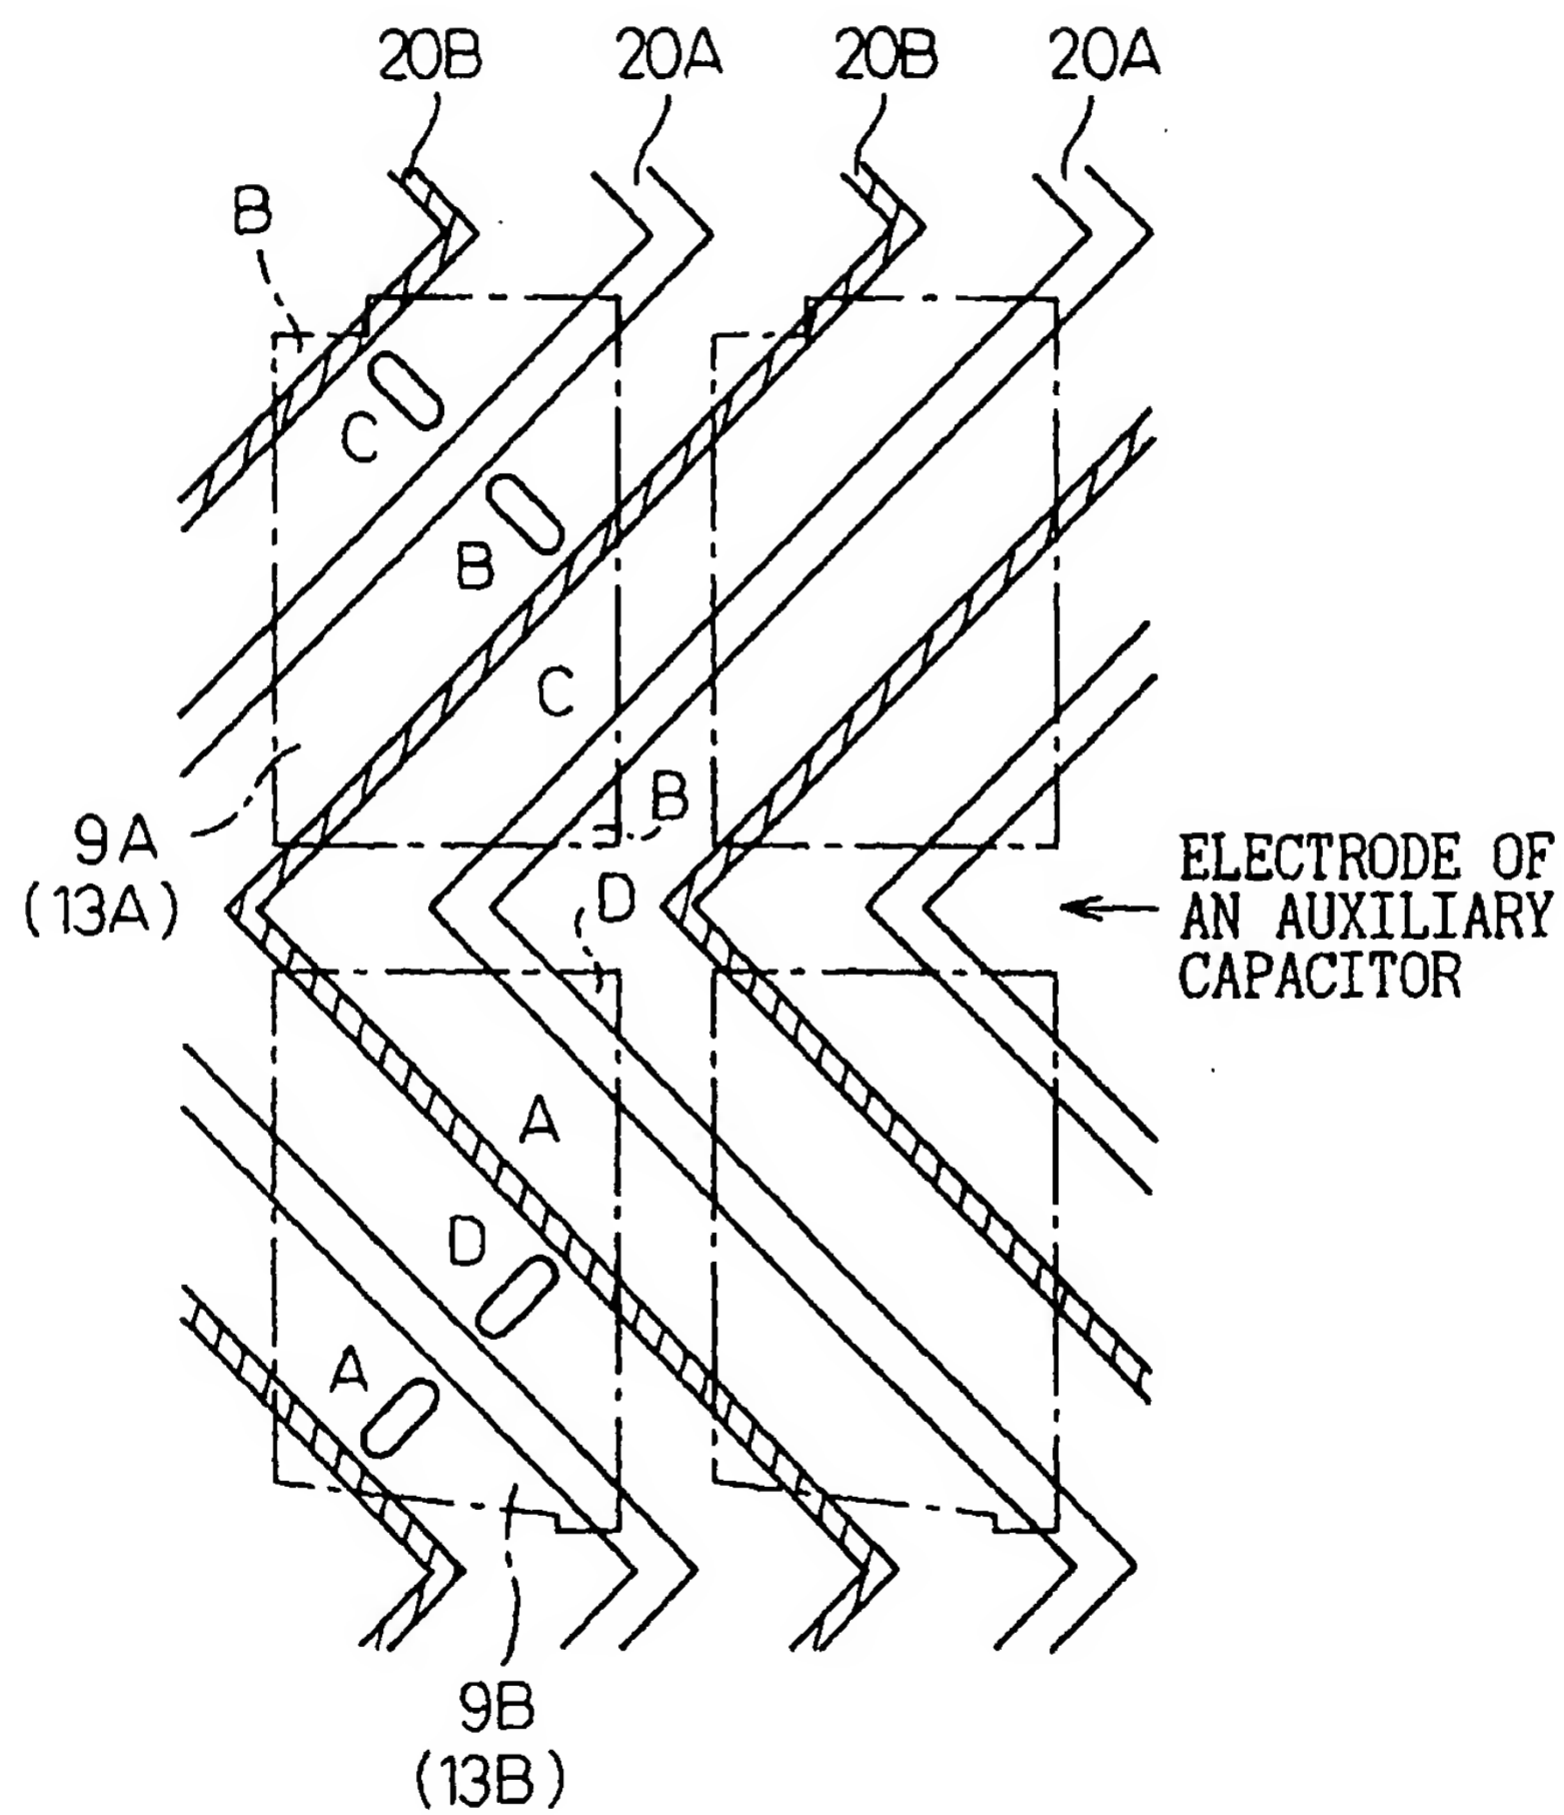 20B 20A 20B 20A
B
C
B
C
B
9A
(13A)
D
ELECTRODE OF
AN AUXILIARY
CAPACITOR
A
D
A
9B
(13B)